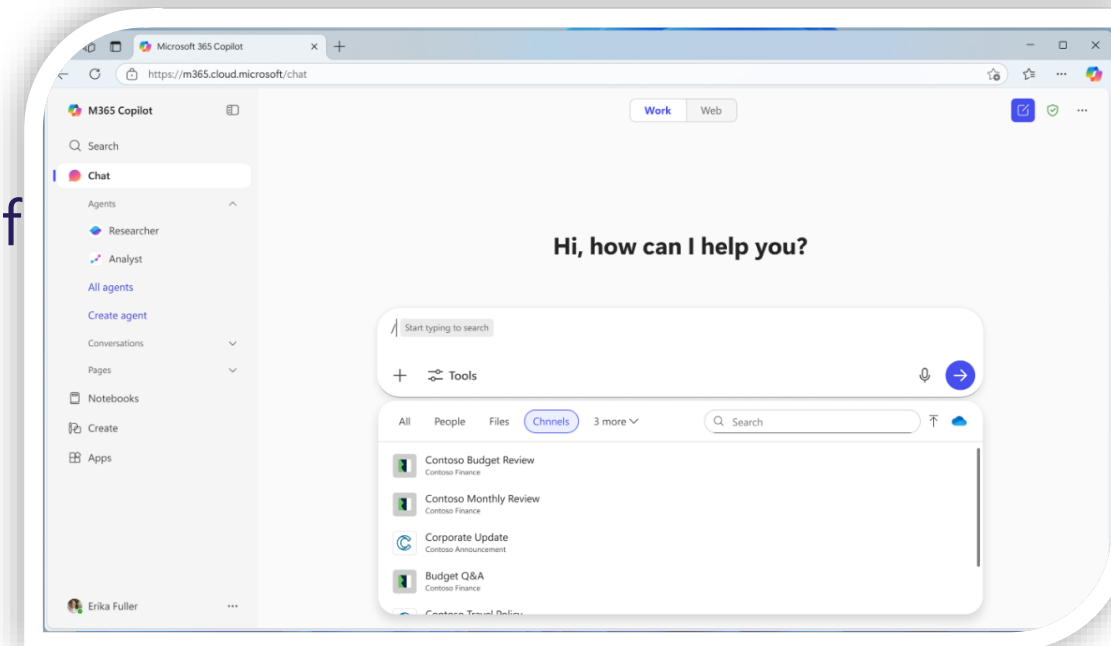 Microsoft 365 Copilot
https://m365.cloud.microsoft/chat
M365 Copilot
Work
Web
Search
Chat
Agents
Researcher
Analyst
All agents
Create agent
Conversations
Pages
Notebooks
Create
Apps
f
Hi, how can I help you?
/ Start typing to search
Tools
All People Files Chnnels 3 more Search
Contoso Budget Review
Contoso Finance
Contoso Monthly Review
Contoso Finance
Corporate Update
Contoso Announcement
Budget Q&A
Contoso Finance
Contoso Travel Policy
Erika Fuller